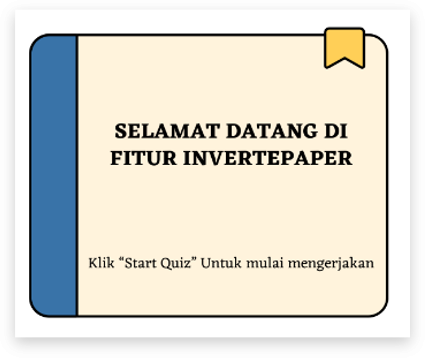 SELAMAT DATANG DI
FITUR INVERTEPAPER
Klik “Start Quiz” Untuk mulai mengerjakan